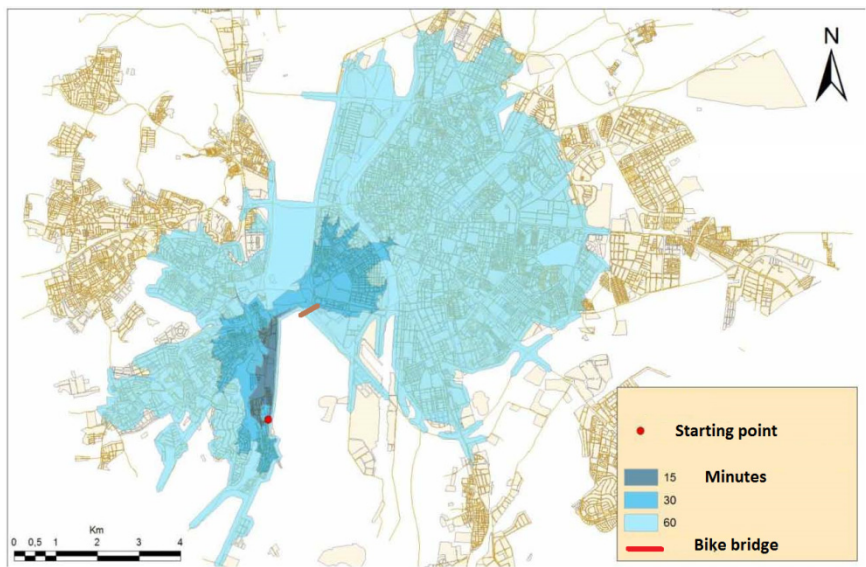 N
Starting point
15 Minutes
30
60
Bike bridge
Km
0 0,5 1 2 3 4